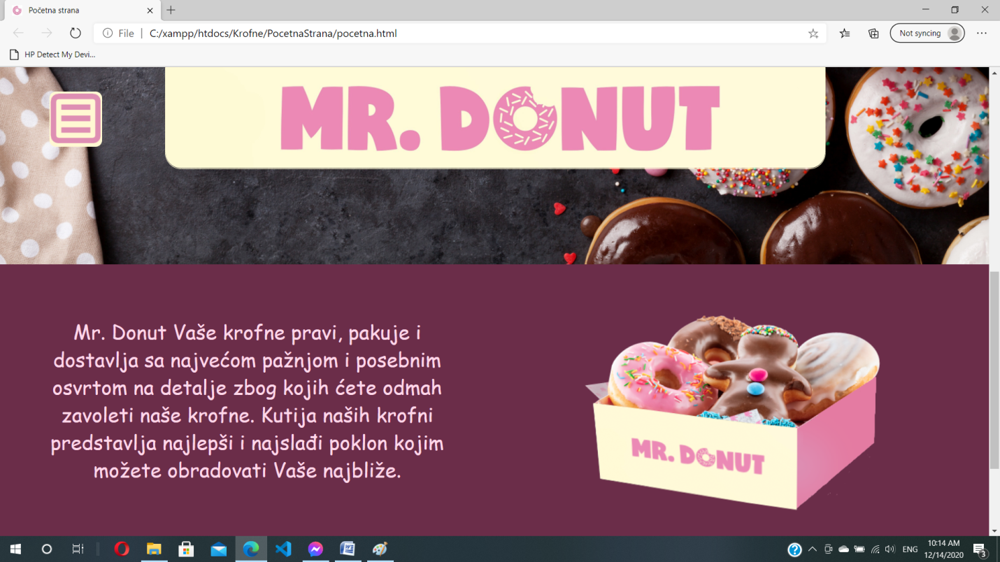 Početna strana
File | C:/xampp/htdocs/Krofne/PocetnaStrana/pocetna.html
Not syncing
HP Detect My Devi...
MR. DONUT
Mr. Donut Vaše krofne pravi, pakuje i
dostavlja sa najvećom pažnjom i posebnim
osvrtom na detalje zbog kojih ćete odmah
zavoleti naše krofne. Kutija naših krofni
predstavlja najlepši i najslađi poklon kojim
možete obradovati Vaše najbliže.
MR. DONUT
ENG
10:14 AM
12/14/2020
3